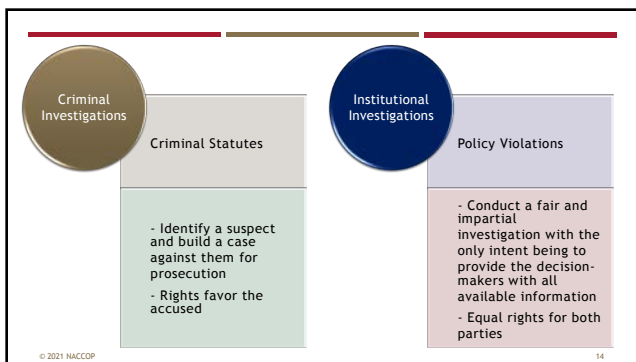 Criminal
Investigations
Criminal Statutes
- Identify a suspect
and build a case
against them for
prosecution
- Rights favor the
accused
Institutional
Investigations
Policy Violations
- Conduct a fair and
impartial
investigation with the
only intent being to
provide the decision-
makers with all
available information
- Equal rights for both
parties
© 2021 NACCOP
14